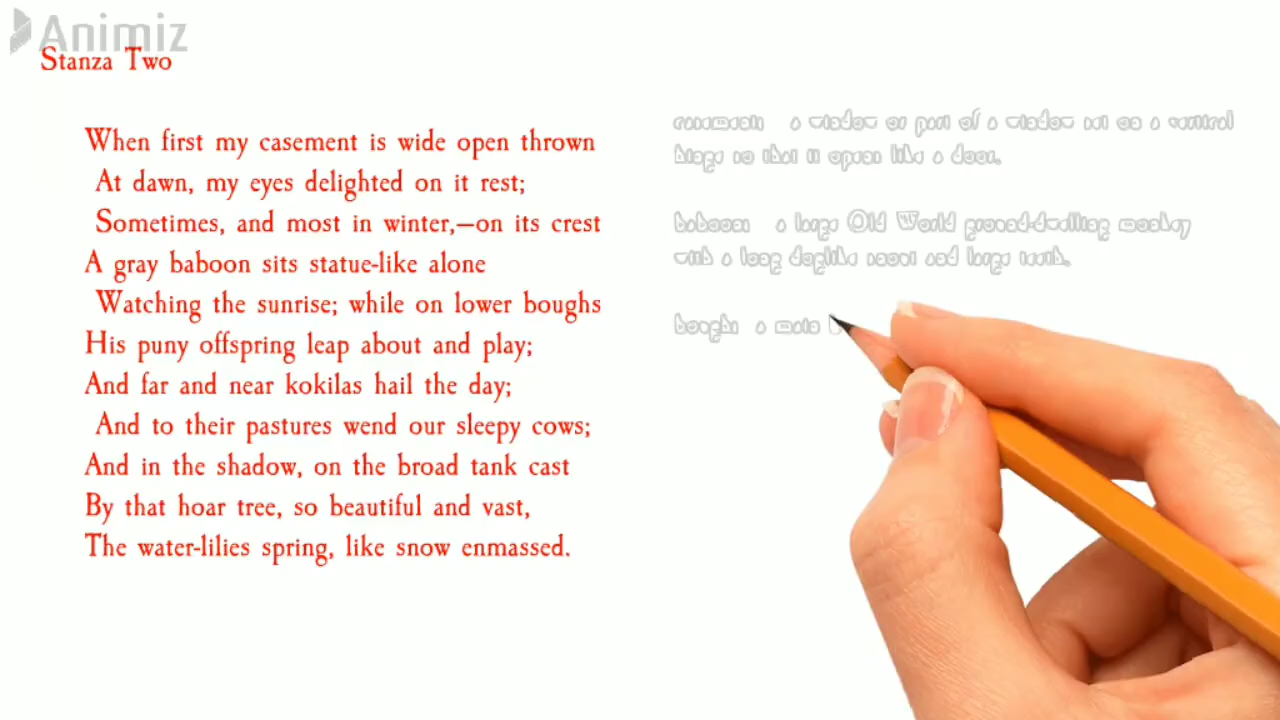 Animiz
Stanza Two
When first my casement is wide open thrown
At dawn, my eyes delighted on it rest;
Sometimes, and most in winter,—on its crest
A gray baboon sits statue-like alone
Watching the sunrise; while on lower boughs
His puny offspring leap about and play;
And far and near kokilas hail the day;
And to their pastures wend our sleepy cows;
And in the shadow, on the broad tank cast
By that hoar tree, so beautiful and vast,
The water-lilies spring, like snow enmassed.
a window or part of a window set on a vertical
hinge so that it opens like a door.
baboon a large Old World ground-dwelling monkey
with a long doglike snout and large teeth.
a main